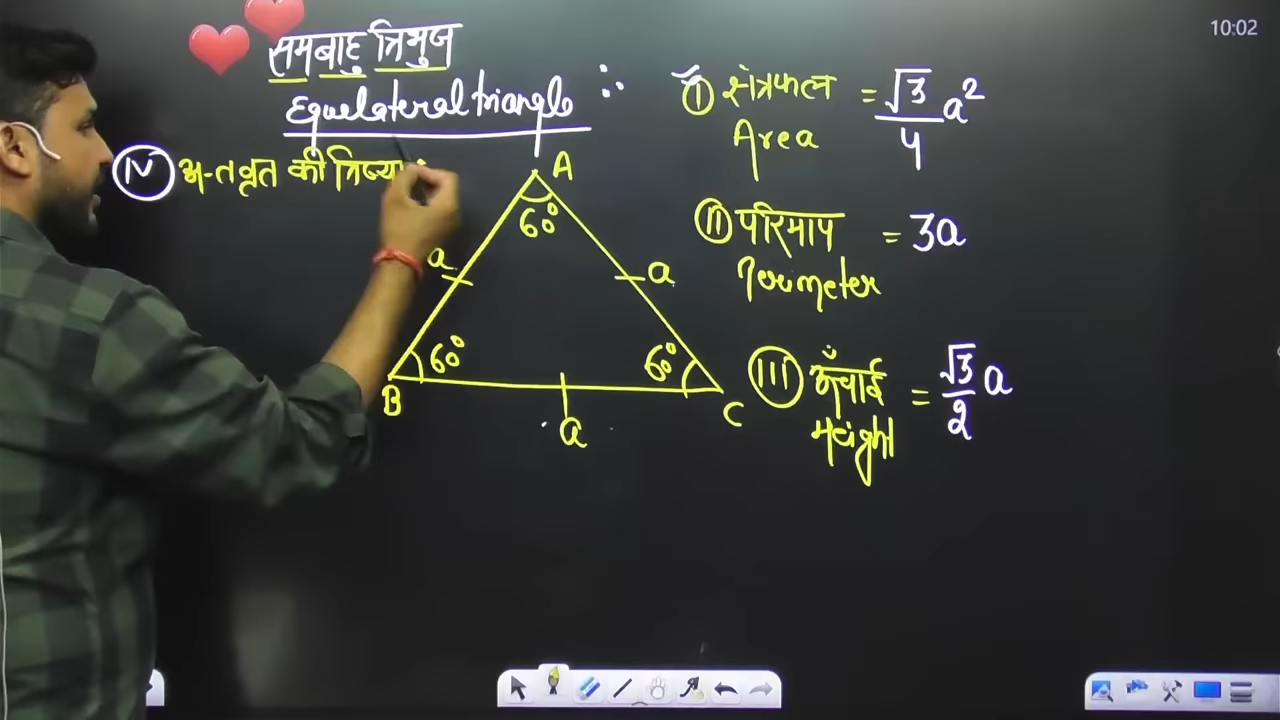 10:02
समबाहु त्रिभुज
Equelateral triangle :.
(IV) अन्तवृत की त्रिज्या
A
60°
a
a
60°
60°
B
C
a
(I) क्षेत्रफल = √3/4 a²
Area
(II) परिमाप = 3a
Perimeter
(III) ऊँचाई = √3/2 a
Height